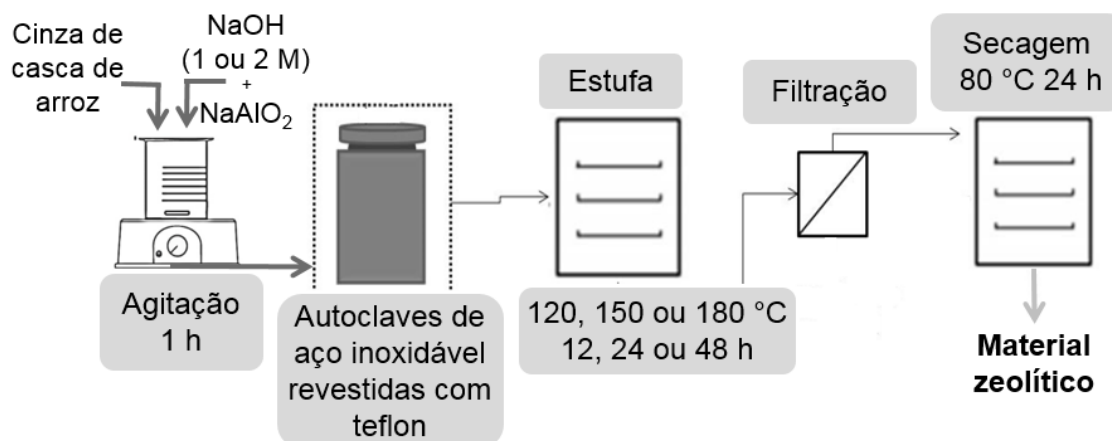 Cinza de
casca de
arroz
NaOH
(1 ou 2 M)
+
NaAlO₂
Agitação
1 h
Autoclaves de
aço inoxidável
revestidas com
teflon
Estufa
120, 150 ou 180 °C
12, 24 ou 48 h
Filtração
Secagem
80 °C 24 h
Material
zeolítico